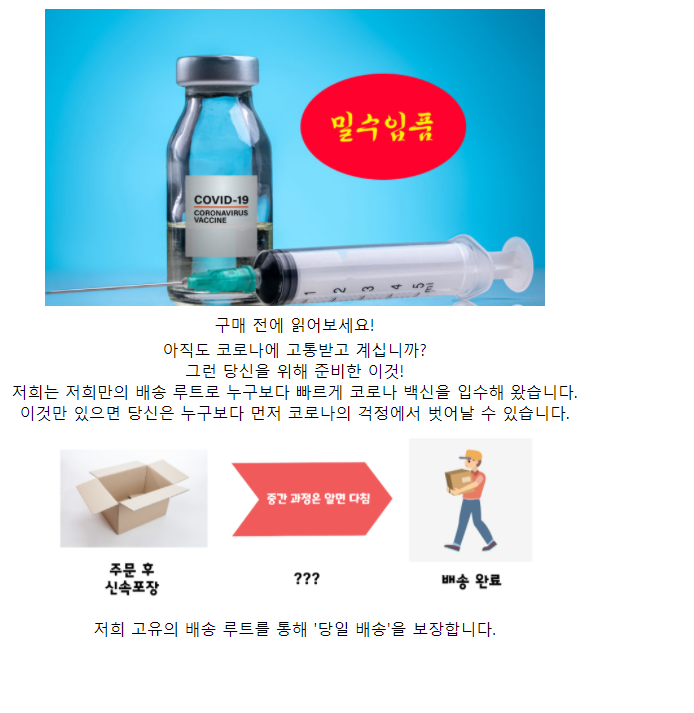 밀수입품
COVID-19
CORONAVIRUS
VACCINE
1 2 3 4 5 ml
구매 전에 읽어보세요!
아직도 코로나에 고통받고 계십니까?
그런 당신을 위해 준비한 이것!
저희는 저희만의 배송 루트로 누구보다 빠르게 코로나 백신을 입수해 왔습니다.
이것만 있으면 당신은 누구보다 먼저 코로나의 걱정에서 벗어날 수 있습니다.
중간 과정은 알면 다침
주문 후
신속포장
???
배송 완료
저희 고유의 배송 루트를 통해 '당일 배송'을 보장합니다.